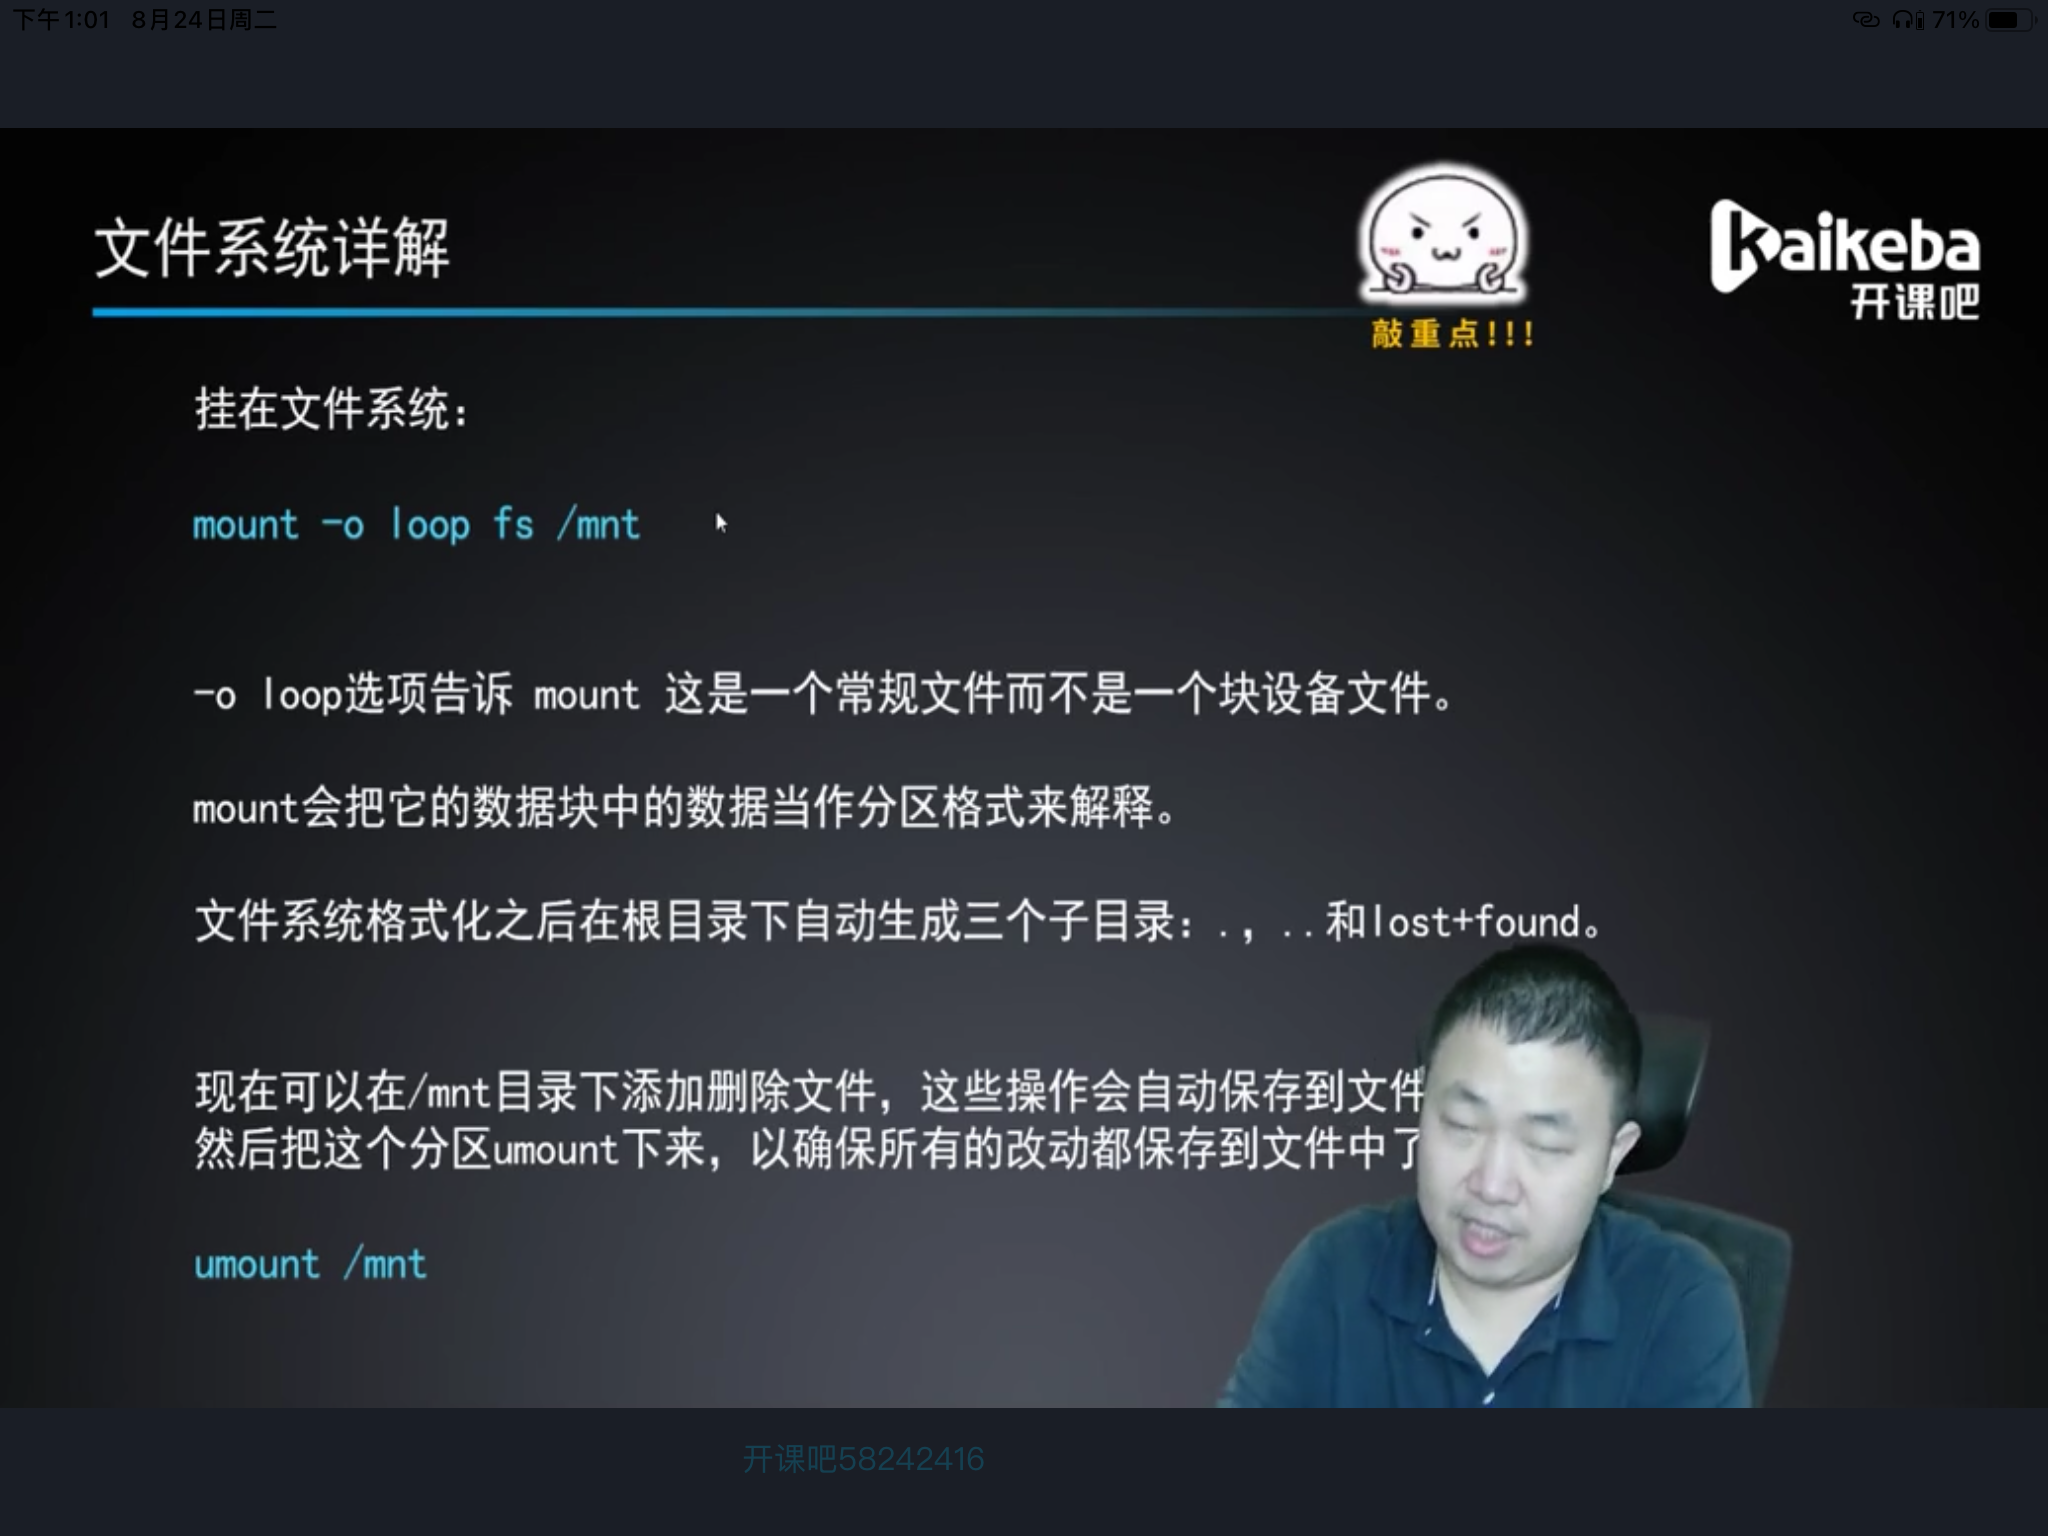 下午1:01 8月24日周二
71%
文件系统详解
敲重点!!!
Kaikeba
开课吧
挂在文件系统:
mount -o loop fs /mnt
-o loop选项告诉 mount 这是一个常规文件而不是一个块设备文件。
mount会把它的数据块中的数据当作分区格式来解释。
文件系统格式化之后在根目录下自动生成三个子目录: ., ..和lost+found。
现在可以在/mnt目录下添加删除文件, 这些操作会自动保存到文件
然后把这个分区umount下来, 以确保所有的改动都保存到文件中了
umount /mnt
开课吧58242416